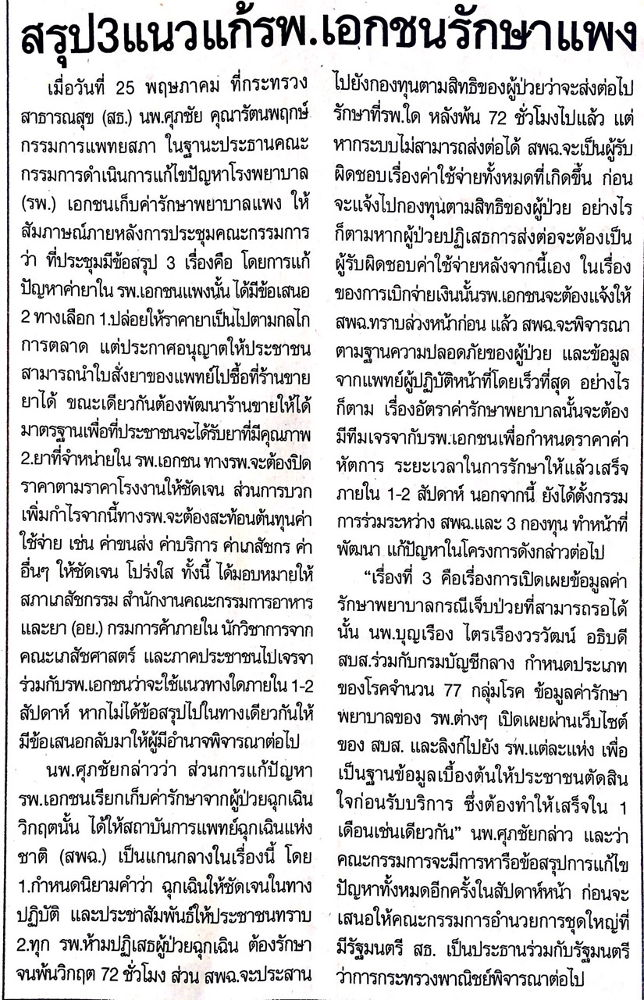 สรุป3แนวแก้รพ.เอกชนรักษาแพง
เมื่อวันที่ 25 พฤษภาคม ที่กระทรวง
สาธารณสุข (สธ.) นพ.ศุภชัย คุณารัตนพฤกษ์
กรรมการแพทยสภา ในฐานะประธานคณะ
กรรมการดำเนินการแก้ไขปัญหาโรงพยาบาล
(รพ.) เอกชนเก็บค่ารักษาพยาบาลแพง ให้
สัมภาษณ์ภายหลังการประชุมคณะกรรมการ
ว่า ที่ประชุมมีข้อสรุป 3 เรื่องคือ โดยการแก้
ปัญหาค่ายาใน รพ.เอกชนแพงนั้น ได้มีข้อเสนอ
2 ทางเลือก 1.ปล่อยให้ราคายาเป็นไปตามกลไก
การตลาด แต่ประกาศอนุญาตให้ประชาชน
สามารถนำใบสั่งยาของแพทย์ไปซื้อที่ร้านขาย
ยาได้ ขณะเดียวกันต้องพัฒนาร้านขายให้ได้
มาตรฐานเพื่อที่ประชาชนจะได้รับยาที่มีคุณภาพ
2.ยาที่จำหน่ายใน รพ.เอกชน ทางรพ.จะต้องปิด
ราคาตามราคาโรงงานให้ชัดเจน ส่วนการบวก
เพิ่มกำไรจากนี้ทางรพ.จะต้องสะท้อนต้นทุนค่า
ใช้จ่าย เช่น ค่าขนส่ง ค่าบริการ ค่าเภสัชกร ค่า
อื่นๆ ให้ชัดเจน โปร่งใส ทั้งนี้ ได้มอบหมายให้
สภาเภสัชกรรม สำนักงานคณะกรรมการอาหาร
และยา (อย.) กรมการค้าภายใน นักวิชาการจาก
คณะเภสัชศาสตร์ และภาคประชาชนไปเจรจา
ร่วมกับรพ.เอกชนว่าจะใช้แนวทางใดภายใน 1-2
สัปดาห์ หากไม่ได้ข้อสรุปไปในทางเดียวกันให้
มีข้อเสนอกลับมาให้ผู้มีอำนาจพิจารณาต่อไป
นพ.ศุภชัยกล่าวว่า ส่วนการแก้ปัญหา
รพ.เอกชนเรียกเก็บค่ารักษาจากผู้ป่วยฉุกเฉิน
วิกฤตนั้น ได้ให้สถาบันการแพทย์ฉุกเฉินแห่ง
ชาติ (สพฉ.) เป็นแกนกลางในเรื่องนี้ โดย
1.กำหนดนิยามคำว่า ฉุกเฉินให้ชัดเจนในทาง
ปฏิบัติ และประชาสัมพันธ์ให้ประชาชนทราบ
2.ทุก รพ.ห้ามปฏิเสธผู้ป่วยฉุกเฉิน ต้องรักษา
จนพ้นวิกฤต 72 ชั่วโมง ส่วน สพฉ.จะประสาน
ไปยังกองทุนตามสิทธิของผู้ป่วยว่าจะส่งต่อไป
รักษาที่รพ.ใด หลังพ้น 72 ชั่วโมงไปแล้ว แต่
หากระบบไม่สามารถส่งต่อได้ สพฉ.จะเป็นผู้รับ
ผิดชอบเรื่องค่าใช้จ่ายทั้งหมดที่เกิดขึ้น ก่อน
จะแจ้งไปกองทุนตามสิทธิของผู้ป่วย อย่างไร
ก็ตามหากผู้ป่วยปฏิเสธการส่งต่อจะต้องเป็น
ผู้รับผิดชอบค่าใช้จ่ายหลังจากนี้เอง ในเรื่อง
ของการเบิกจ่ายเงินนั้นรพ.เอกชนจะต้องแจ้งให้
สพฉ.ทราบล่วงหน้าก่อน แล้ว สพฉ.จะพิจารณา
ตามฐานความปลอดภัยของผู้ป่วย และข้อมูล
จากแพทย์ผู้ปฏิบัติหน้าที่โดยเร็วที่สุด อย่างไร
ก็ตาม เรื่องอัตราค่ารักษาพยาบาลนั้นจะต้อง
มีทีมเจรจากับรพ.เอกชนเพื่อกำหนดราคาค่า
หัตการ ระยะเวลาในการรักษาให้แล้วเสร็จ
ภายใน 1-2 สัปดาห์ นอกจากนี้ ยังได้ตั้งกรรม
การร่วมระหว่าง สพฉ.และ 3 กองทุน ทำหน้าที่
พัฒนา แก้ปัญหาในโครงการดังกล่าวต่อไป
“เรื่องที่ 3 คือเรื่องการเปิดเผยข้อมูลค่า
รักษาพยาบาลกรณีเจ็บป่วยที่สามารถรอได้
นั้น นพ.บุญเรือง ไตรเรืองวรวัฒน์ อธิบดี
สบส.ร่วมกับกรมบัญชีกลาง กำหนดประเภท
ของโรคจำนวน 77 กลุ่มโรค ข้อมูลค่ารักษา
พยาบาลของ รพ.ต่างๆ เปิดเผยผ่านเว็บไซต์
ของ สบส. และลิงก์ไปยัง รพ.แต่ละแห่ง เพื่อ
เป็นฐานข้อมูลเบื้องต้นให้ประชาชนตัดสิน
ใจก่อนรับบริการ ซึ่งต้องทำให้เสร็จใน 1
เดือนเช่นเดียวกัน” นพ.ศุภชัยกล่าว และว่า
คณะกรรมการจะมีการหารือข้อสรุปการแก้ไข
ปัญหาทั้งหมดอีกครั้งในสัปดาห์หน้า ก่อนจะ
เสนอให้คณะกรรมการอำนวยการชุดใหญ่ที่
มีรัฐมนตรี สธ. เป็นประธานร่วมกับรัฐมนตรี
ว่าการกระทรวงพาณิชย์พิจารณาต่อไป